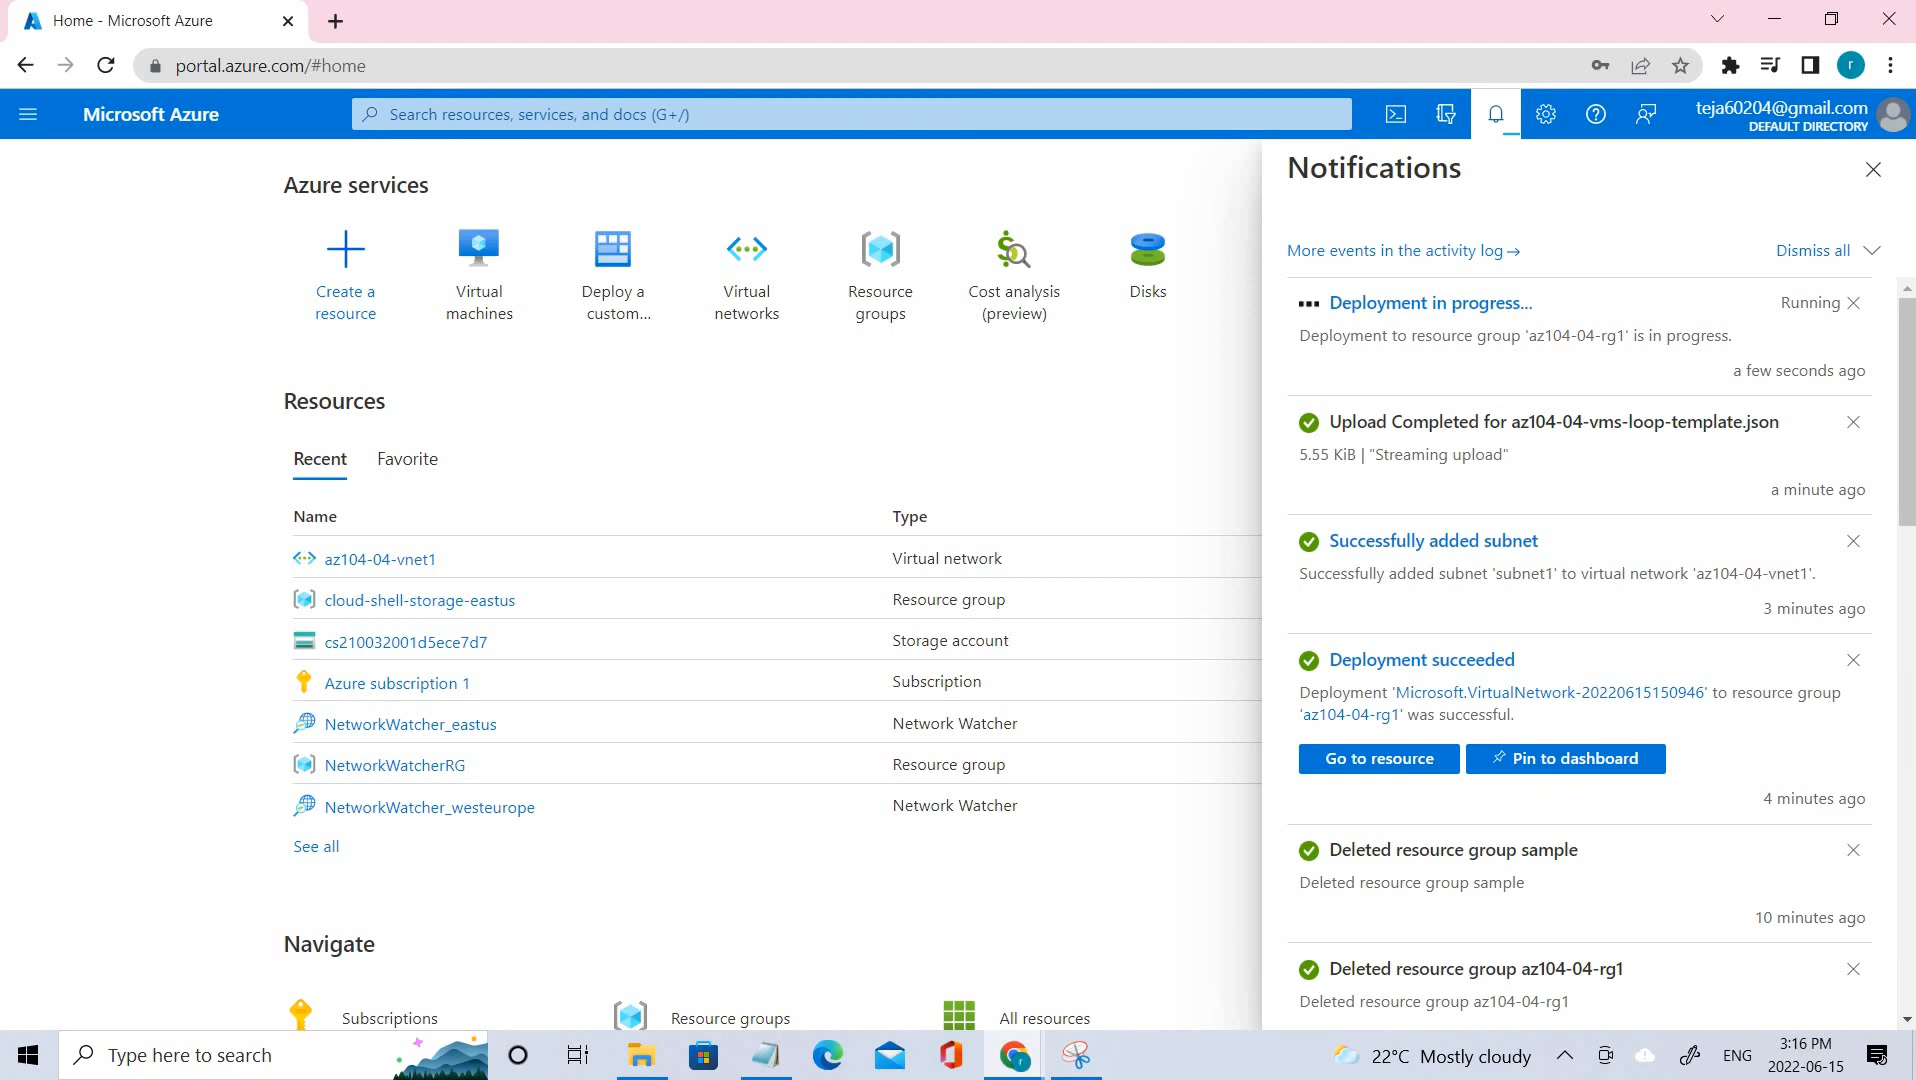 Home - Microsoft Azure
portal.azure.com/#home
r
Microsoft Azure
Search resources, services, and docs (G+/)
teja60204@gmail.com
DEFAULT DIRECTORY
Azure services
Create a
resource
Virtual
machines
Deploy a
custom...
Virtual
networks
Resource
groups
Cost analysis
(preview)
Disks
Resources
Recent
Favorite
Name
Type
az104-04-vnet1
Virtual network
cloud-shell-storage-eastus
Resource group
cs210032001d5ece7d7
Storage account
Azure subscription 1
Subscription
NetworkWatcher_eastus
Network Watcher
NetworkWatcherRG
Resource group
NetworkWatcher_westeurope
Network Watcher
See all
Navigate
Subscriptions
Resource groups
All resources
Notifications
More events in the activity log →
Dismiss all
Deployment in progress...
Running
Deployment to resource group 'az104-04-rg1' is in progress.
a few seconds ago
Upload Completed for az104-04-vms-loop-template.json
5.55 KiB | "Streaming upload"
a minute ago
Successfully added subnet
Successfully added subnet 'subnet1' to virtual network 'az104-04-vnet1'.
3 minutes ago
Deployment succeeded
Deployment 'Microsoft.VirtualNetwork-20220615150946' to resource group
'az104-04-rg1' was successful.
Go to resource
Pin to dashboard
4 minutes ago
Deleted resource group sample
Deleted resource group sample
10 minutes ago
Deleted resource group az104-04-rg1
Deleted resource group az104-04-rg1
Type here to search
22°C Mostly cloudy
ENG
3:16 PM
2022-06-15